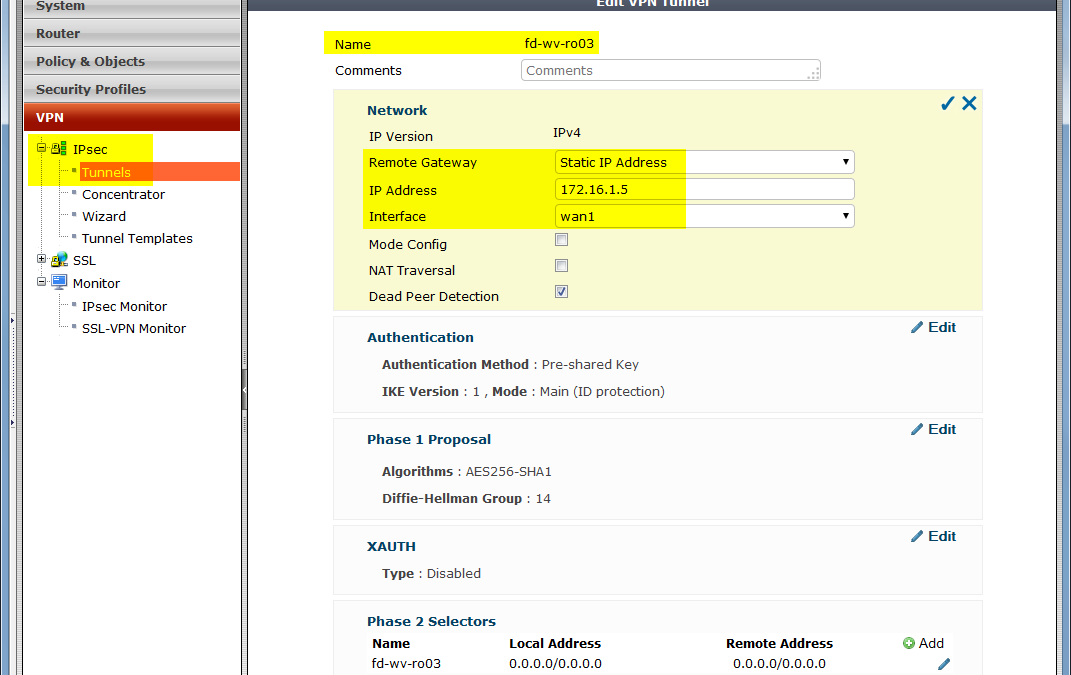 System
Router
Policy & Objects
Security Profiles
VPN
IPsec
Tunnels
Concentrator
Wizard
Tunnel Templates
SSL
Monitor
IPsec Monitor
SSL-VPN Monitor
Edit VPN Tunnel
Name fd-wv-ro03
Comments Comments
Network
IP Version IPv4
Remote Gateway Static IP Address
IP Address 172.16.1.5
Interface wan1
Mode Config
NAT Traversal
Dead Peer Detection
Authentication Edit
Authentication Method : Pre-shared Key
IKE Version : 1 , Mode : Main (ID protection)
Phase 1 Proposal Edit
Algorithms : AES256-SHA1
Diffie-Hellman Group : 14
XAUTH Edit
Type : Disabled
Phase 2 Selectors
Name Local Address Remote Address Add
fd-wv-ro03 0.0.0.0/0.0.0.0 0.0.0.0/0.0.0.0